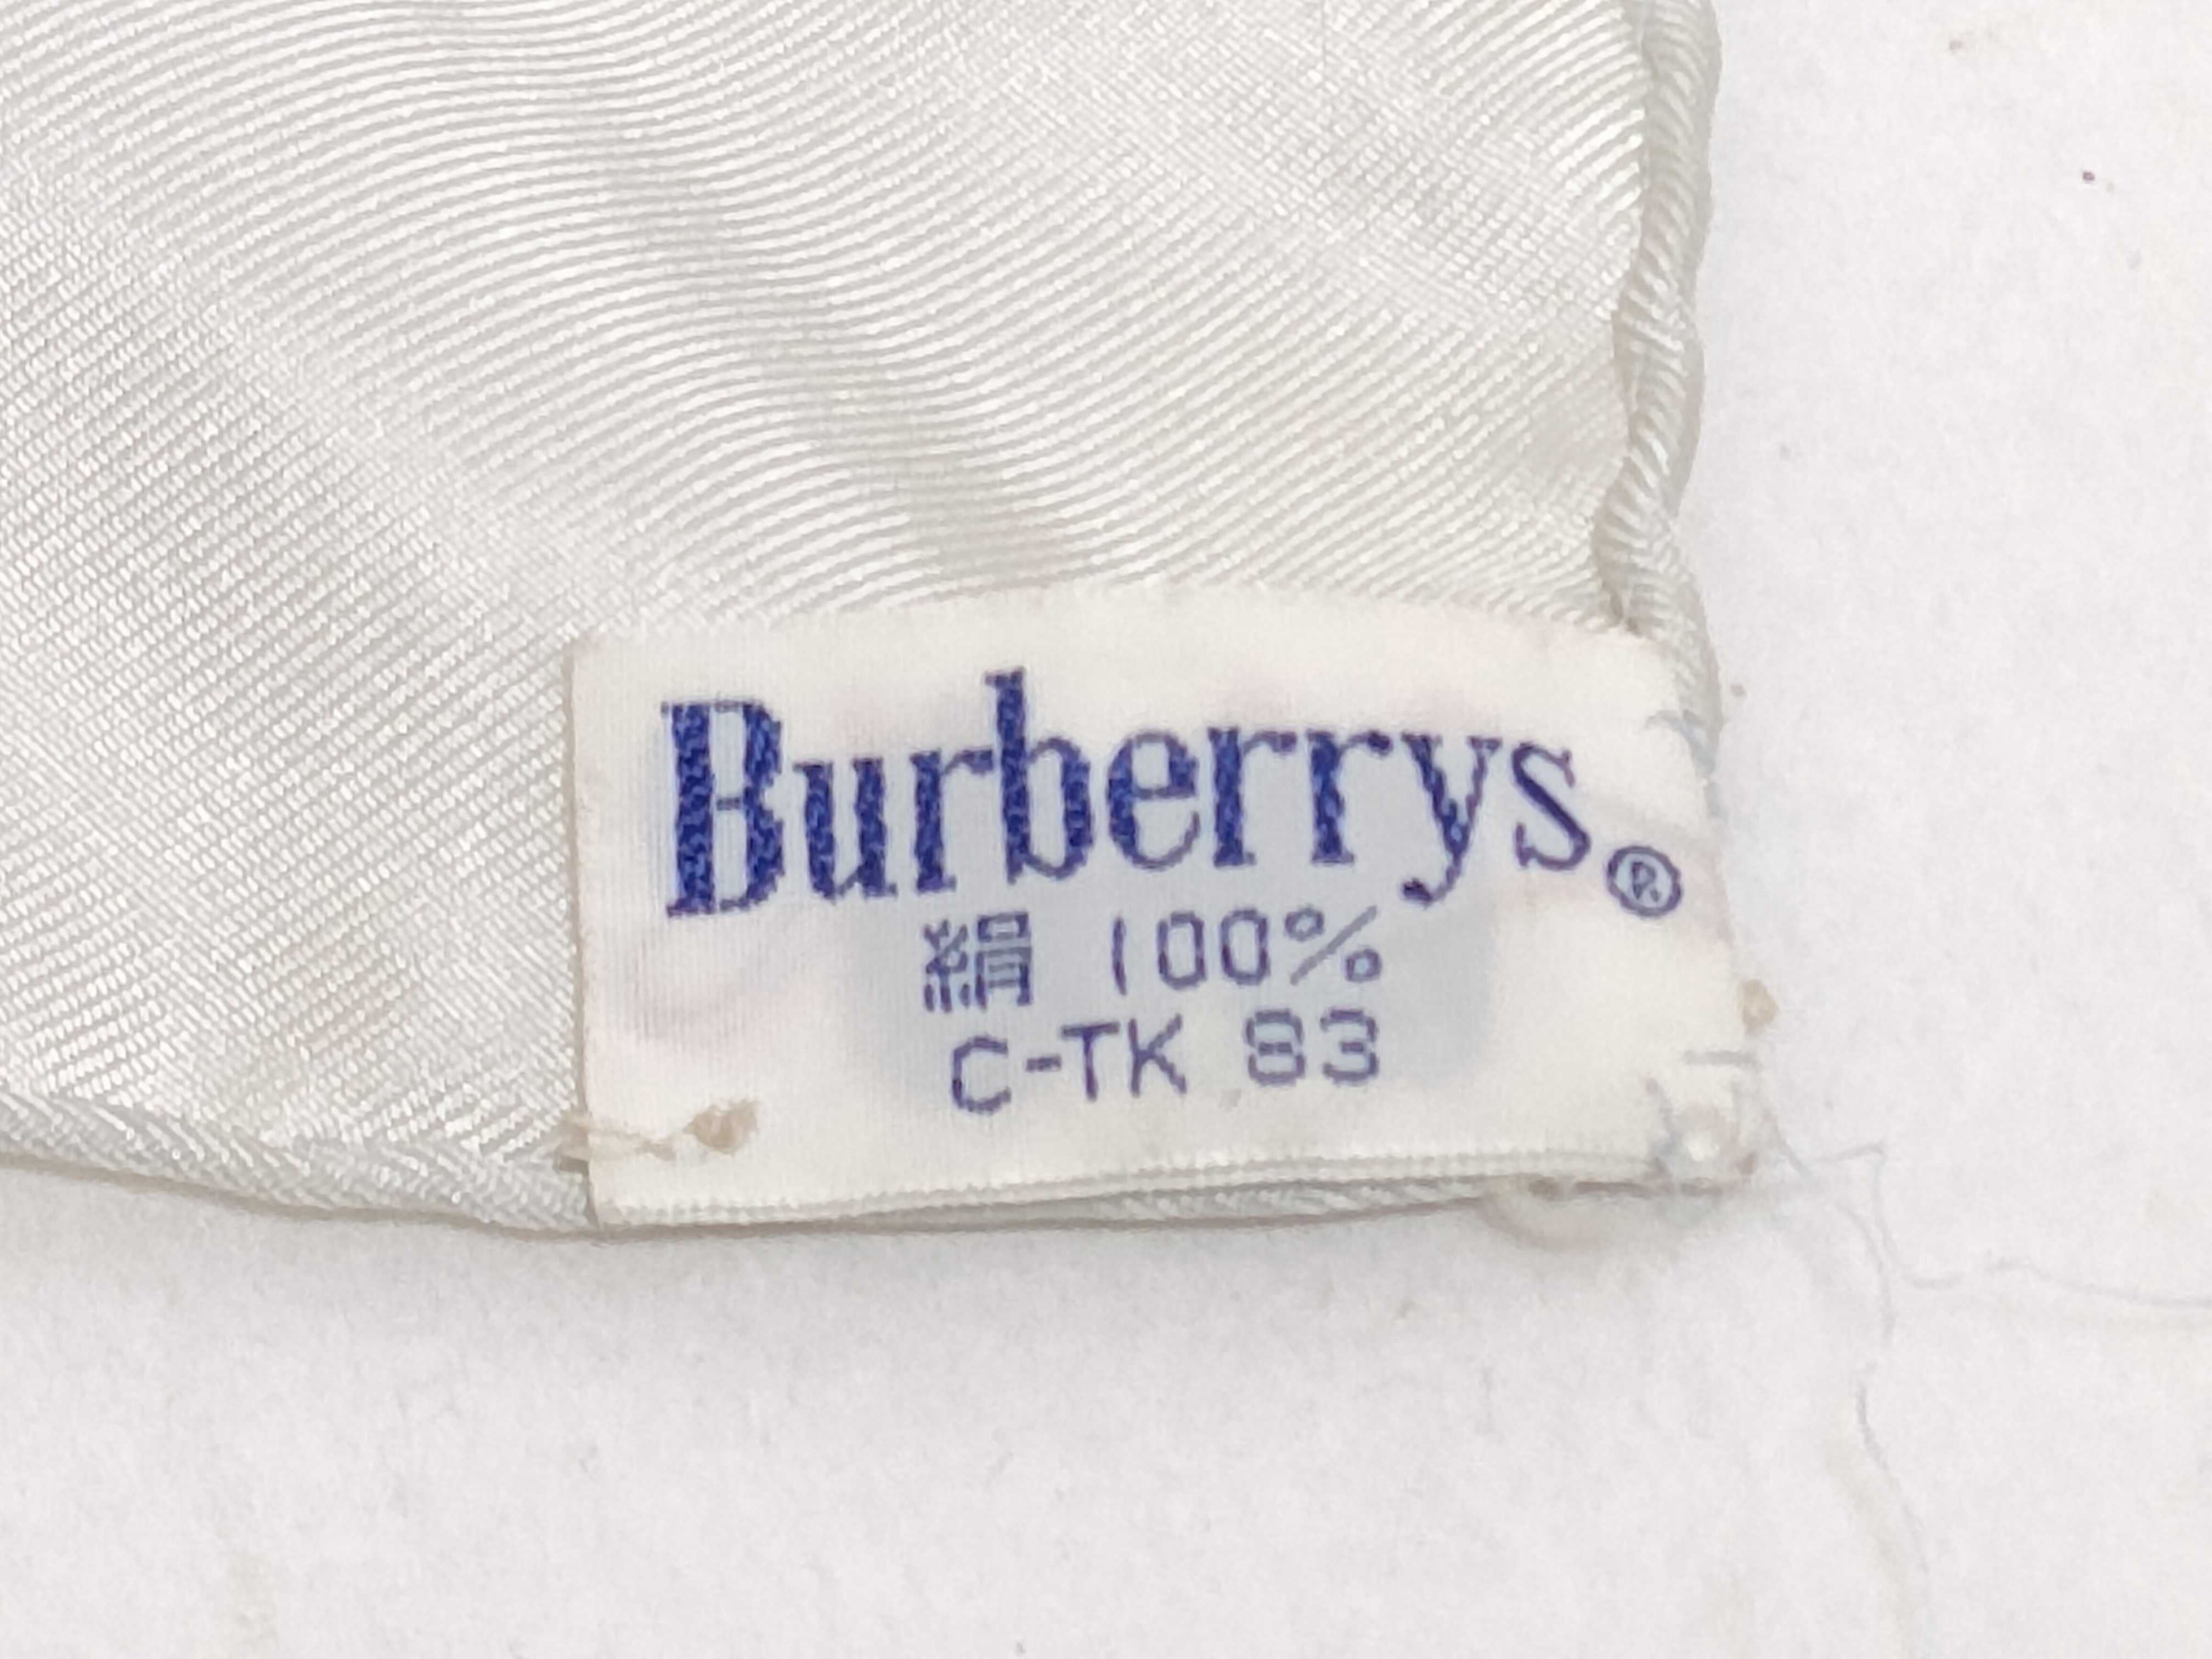 Burberrys®
絹 100%
C-TK 83